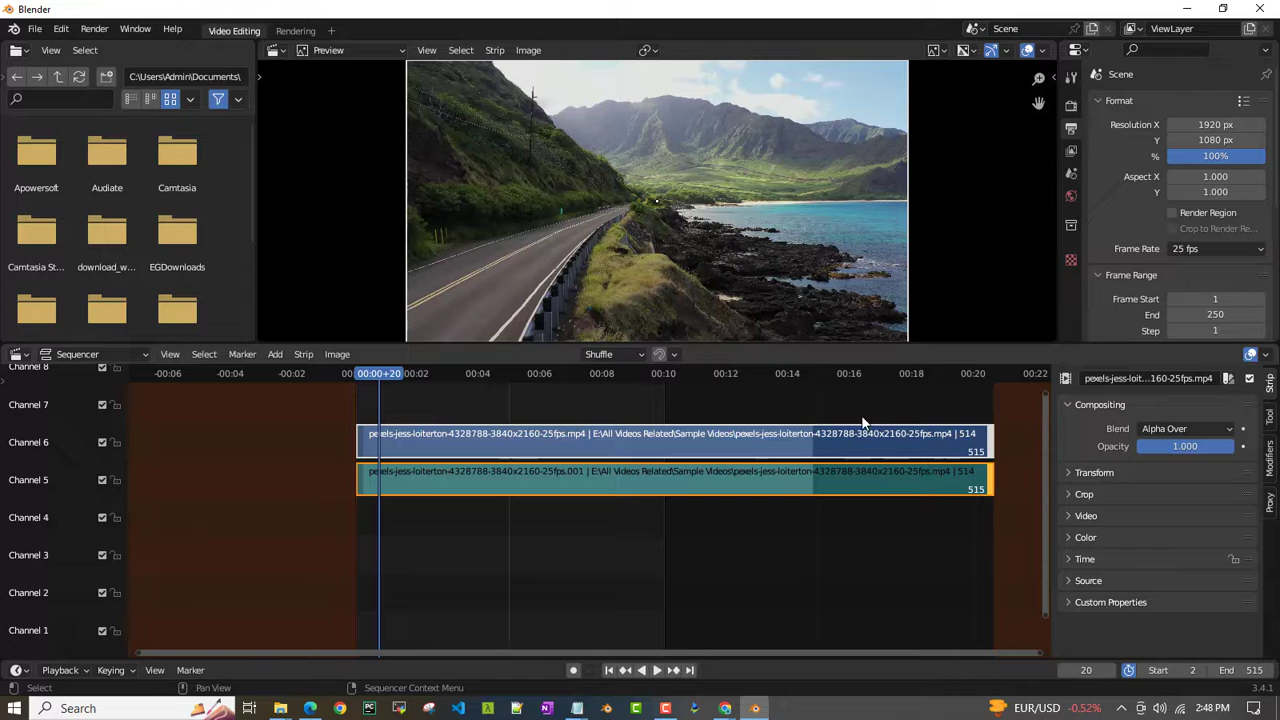 Blender
File Edit Render Window Help Video Editing Rendering + Scene ViewLayer
View Select Preview View Select Strip Image
C:\Users\Admin\Documents\ Scene
Format
Resolution X 1920 px
Y 1080 px
% 100%
Aspect X 1.000
Y 1.000
Render Region
Crop to Render Re...
Frame Rate 25 fps
Frame Range
Frame Start 1
End 250
Step 1
Apowersoft Audiate Camtasia
Camtasia St... download_w... EGDownloads
Sequencer View Select Marker Add Strip Image Shuffle
-00:06 -00:04 -00:02 00:00+20 00:02 00:04 00:06 00:08 00:10 00:12 00:14 00:16 00:18 00:20 00:22
Channel 8
Channel 7
Channel 6
Channel 5
Channel 4
Channel 3
Channel 2
Channel 1
pexels-jess-loiterton-4328788-3840x2160-25fps.mp4 | E:\All Videos Related\Sample Videos\pexels-jess-loiterton-4328788-3840x2160-25fps.mp4 | 514
515
pexels-jess-loiterton-4328788-3840x2160-25fps.001 | E:\All Videos Related\Sample Videos\pexels-jess-loiterton-4328788-3840x2160-25fps.mp4 | 514
515
pexels-jess-loit...160-25fps.mp4
Compositing
Blend Alpha Over
Opacity 1.000
Transform
Crop
Video
Color
Time
Source
Custom Properties
Strip
Tool
Modifiers
Proxy
Playback Keying View Marker 20 Start 2 End 515
Select Pan View Sequencer Context Menu 3.4.1
Search EUR/USD -0.52% 2:48 PM